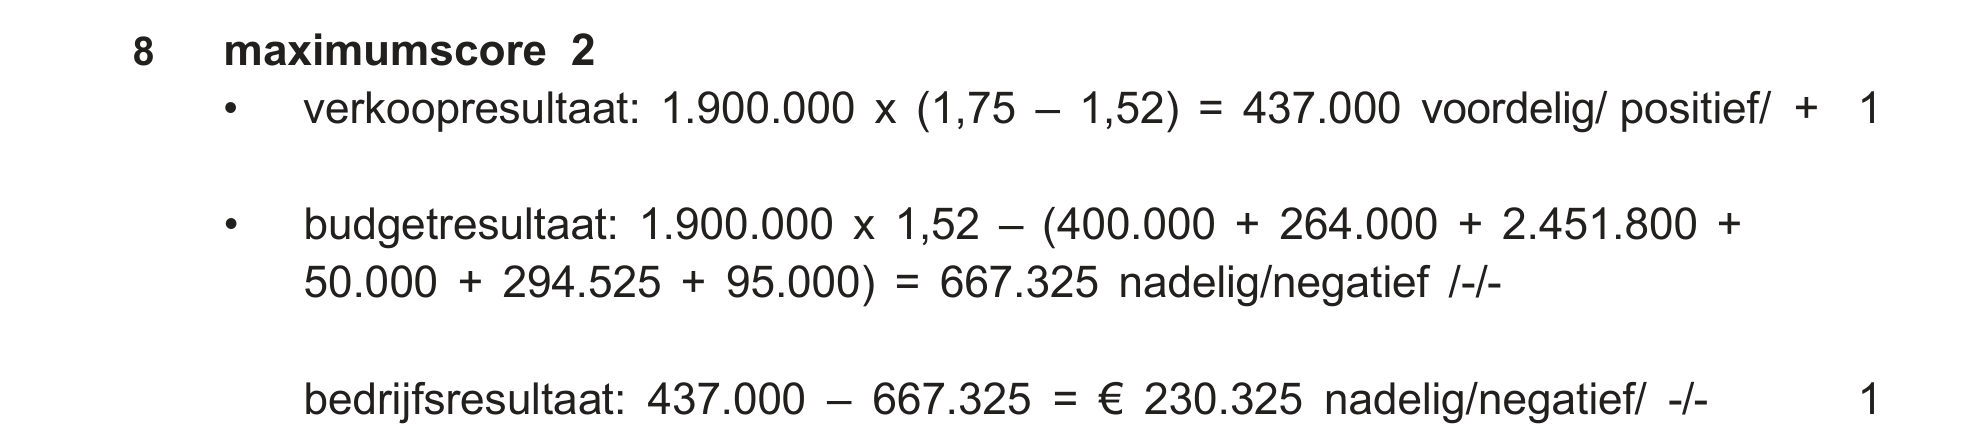 8 maximumscore 2
• verkoopresultaat: 1.900.000 x (1,75 – 1,52) = 437.000 voordelig/ positief/ + 1
• budgetresultaat: 1.900.000 x 1,52 – (400.000 + 264.000 + 2.451.800 +
50.000 + 294.525 + 95.000) = 667.325 nadelig/negatief /-/-
bedrijfsresultaat: 437.000 – 667.325 = € 230.325 nadelig/negatief/ -/- 1